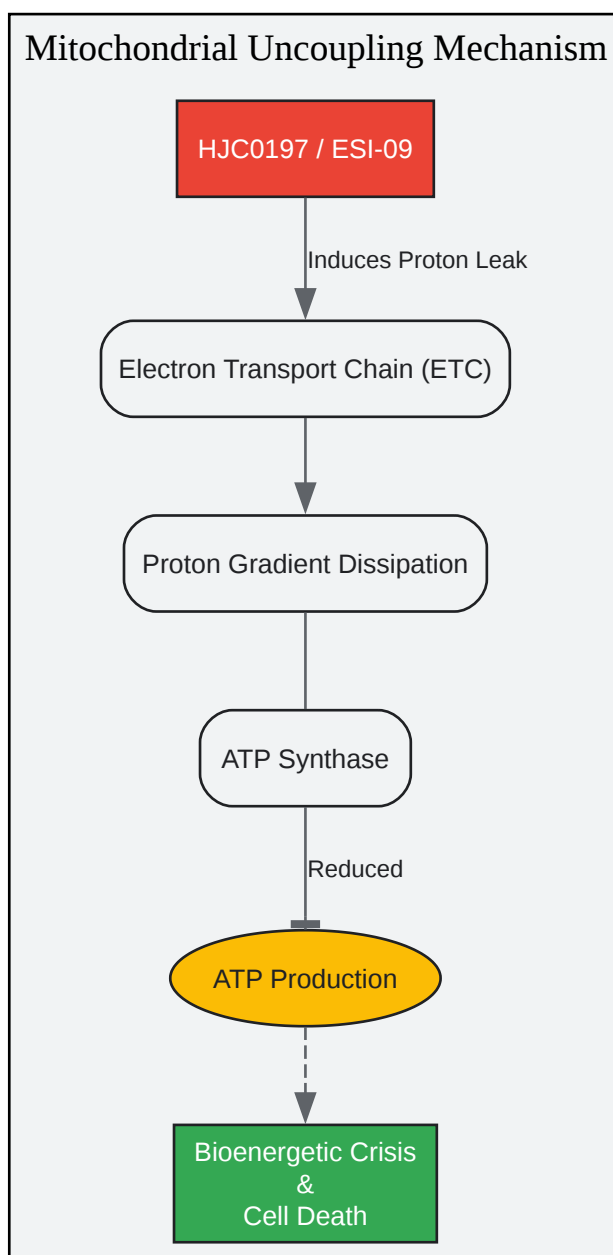 Mitochondrial Uncoupling Mechanism
HJC0197 / ESI-09
Induces Proton Leak
Electron Transport Chain (ETC)
Proton Gradient Dissipation
ATP Synthase
Reduced
ATP Production
Bioenergetic Crisis
&
Cell Death